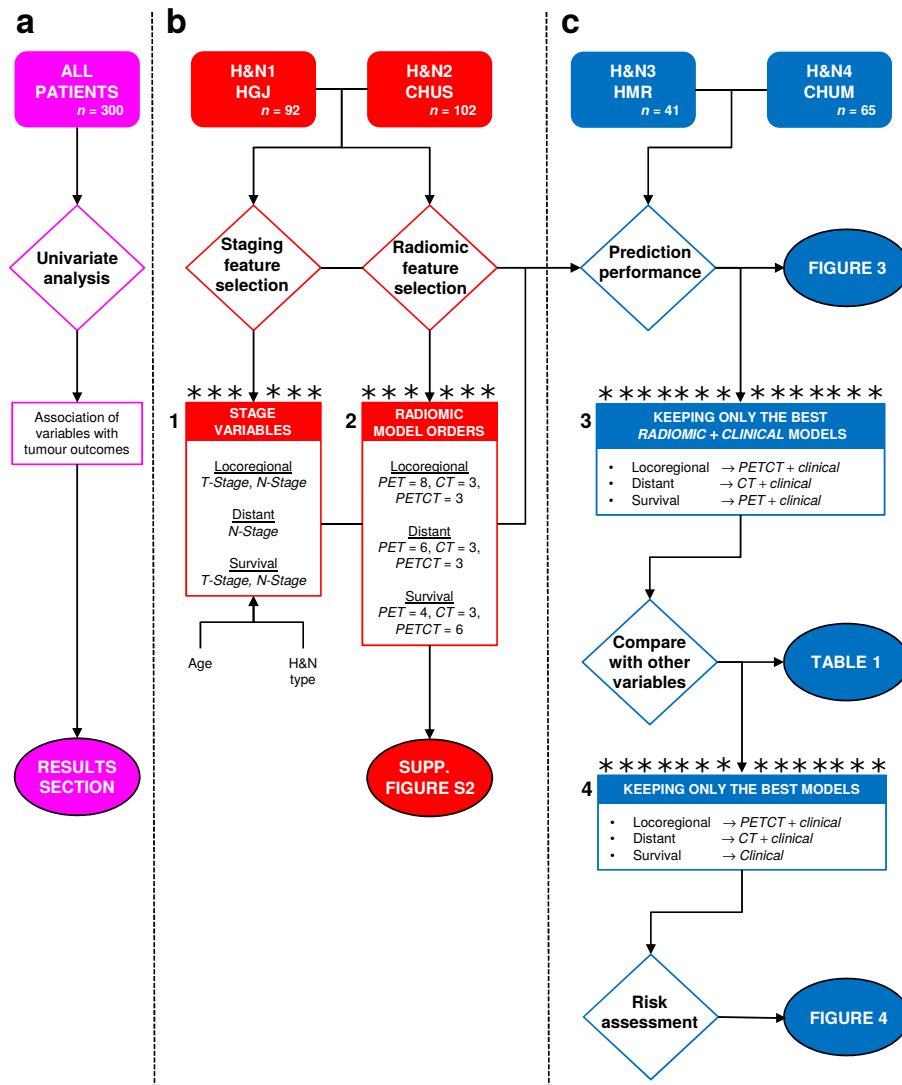 a
ALL
PATIENTS
n = 300
Univariate
analysis
Association of
variables with
tumour outcomes
RESULTS
SECTION
b
H&N1
HGJ
n = 92
H&N2
CHUS
n = 102
Staging
feature
selection
Radiomic
feature
selection
* * * * * *
1
STAGE
VARIABLES
Locoregional
T-Stage, N-Stage
Distant
N-Stage
Survival
T-Stage, N-Stage
Age
H&N
type
* * * * * * *
2
RADIOMIC
MODEL ORDERS
Locoregional
PET = 8, CT = 3,
PETCT = 3
Distant
PET = 6, CT = 3,
PETCT = 3
Survival
PET = 4, CT = 3,
PETCT = 6
SUPP.
FIGURE S2
c
H&N3
HMR
n = 41
H&N4
CHUM
n = 65
Prediction
performance
FIGURE 3
* * * * * * * * * * * * * *
3
KEEPING ONLY THE BEST
RADIOMIC + CLINICAL MODELS
• Locoregional → PETCT + clinical
• Distant → CT + clinical
• Survival → PET + clinical
Compare
with other
variables
TABLE 1
* * * * * * * * * * * * * *
4
KEEPING ONLY THE BEST MODELS
• Locoregional → PETCT + clinical
• Distant → CT + clinical
• Survival → Clinical
Risk
assessment
FIGURE 4